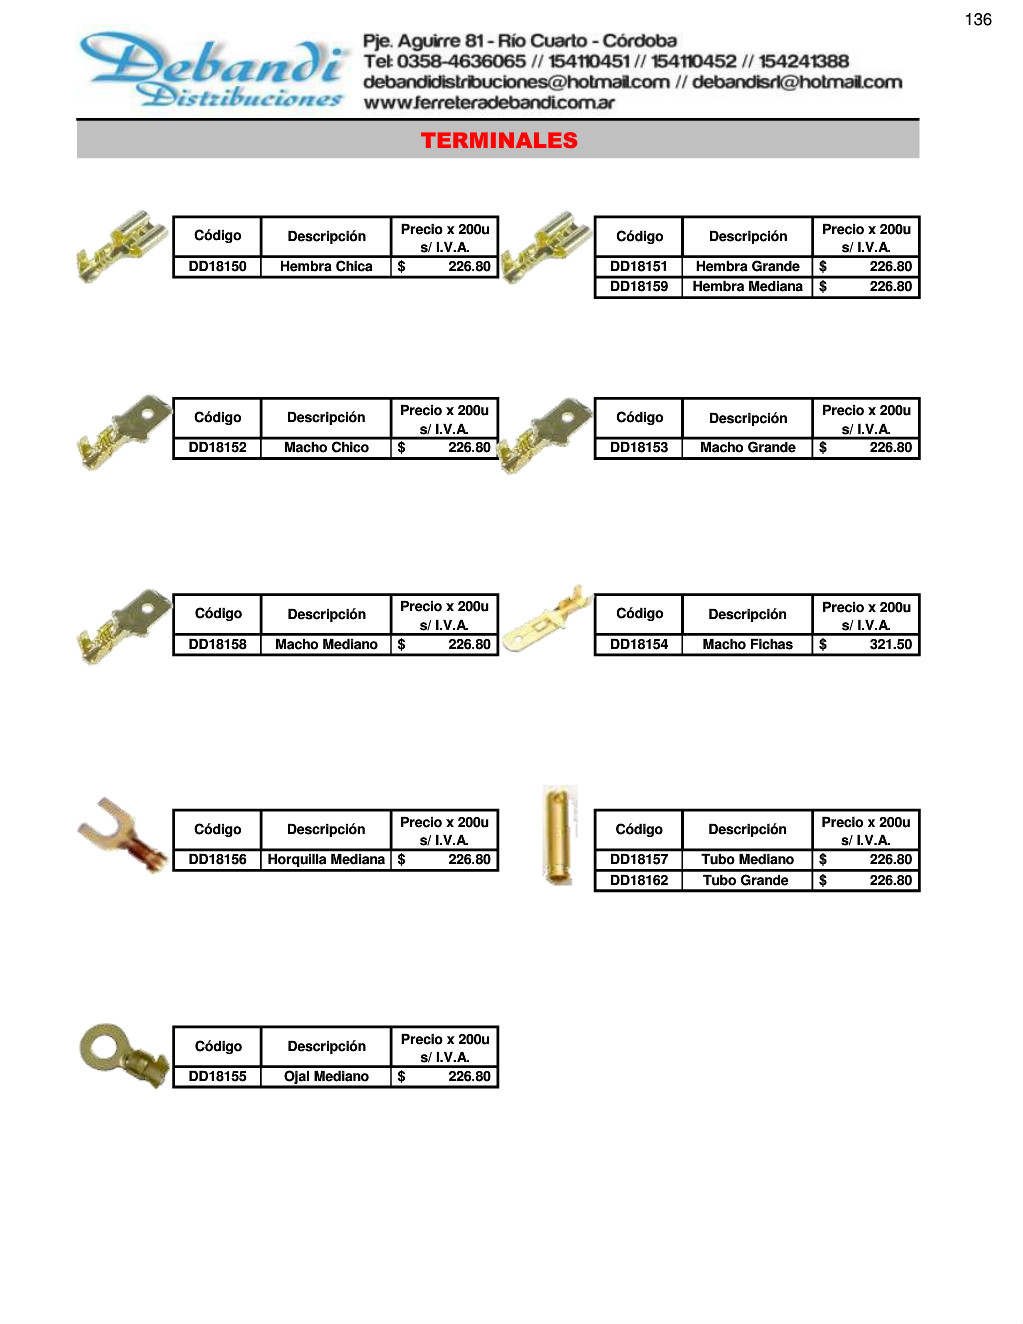 136
Debandi
Distribuciones
Pje. Aguirre 81 - Río Cuarto - Córdoba
Tel: 0358-4636065 // 154110451 // 154110452 // 154241388
debandidistribuciones@hotmail.com // debandisrl@hotmail.com
www.ferreteradebandi.com.ar
TERMINALES
Código Descripción Precio x 200u s/ I.V.A.
DD18150 Hembra Chica $ 226.80
Código Descripción Precio x 200u s/ I.V.A.
DD18151 Hembra Grande $ 226.80
DD18159 Hembra Mediana $ 226.80
Código Descripción Precio x 200u s/ I.V.A.
DD18152 Macho Chico $ 226.80
Código Descripción Precio x 200u s/ I.V.A.
DD18153 Macho Grande $ 226.80
Código Descripción Precio x 200u s/ I.V.A.
DD18158 Macho Mediano $ 226.80
Código Descripción Precio x 200u s/ I.V.A.
DD18154 Macho Fichas $ 321.50
Código Descripción Precio x 200u s/ I.V.A.
DD18156 Horquilla Mediana $ 226.80
Código Descripción Precio x 200u s/ I.V.A.
DD18157 Tubo Mediano $ 226.80
DD18162 Tubo Grande $ 226.80
Código Descripción Precio x 200u s/ I.V.A.
DD18155 Ojal Mediano $ 226.80